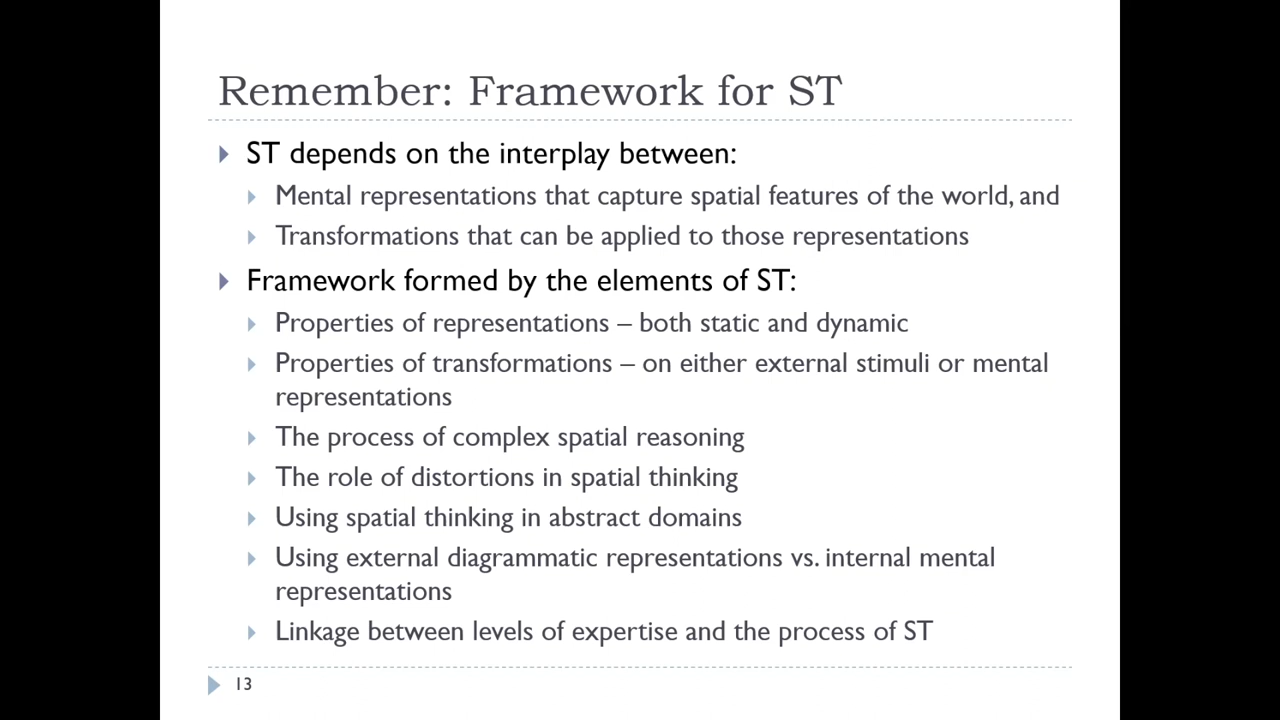 Remember: Framework for ST
ST depends on the interplay between:
Mental representations that capture spatial features of the world, and
Transformations that can be applied to those representations
Framework formed by the elements of ST:
Properties of representations – both static and dynamic
Properties of transformations – on either external stimuli or mental
representations
The process of complex spatial reasoning
The role of distortions in spatial thinking
Using spatial thinking in abstract domains
Using external diagrammatic representations vs. internal mental
representations
Linkage between levels of expertise and the process of ST
13